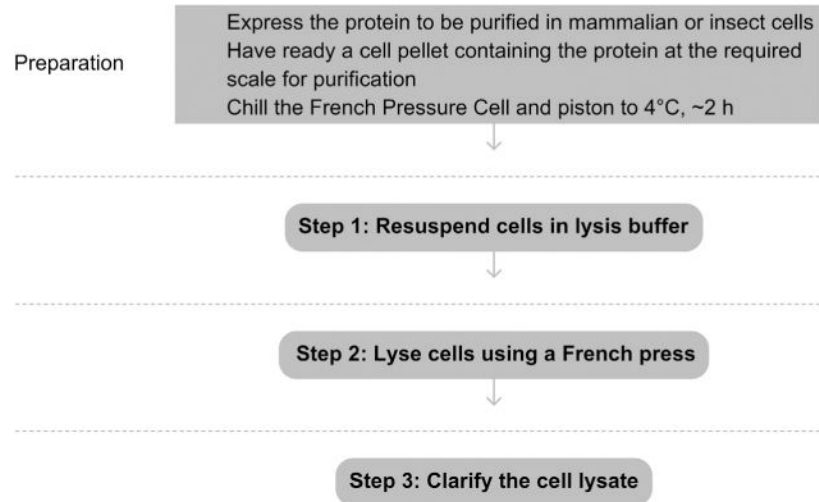 Express the protein to be purified in mammalian or insect cells
Preparation
Have ready a cell pellet containing the protein at the required
scale for purification
Chill the French Pressure Cell and piston to 4°C, ~2 h
Step 1: Resuspend cells in lysis buffer
Step 2: Lyse cells using a French press
Step 3: Clarify the cell lysate